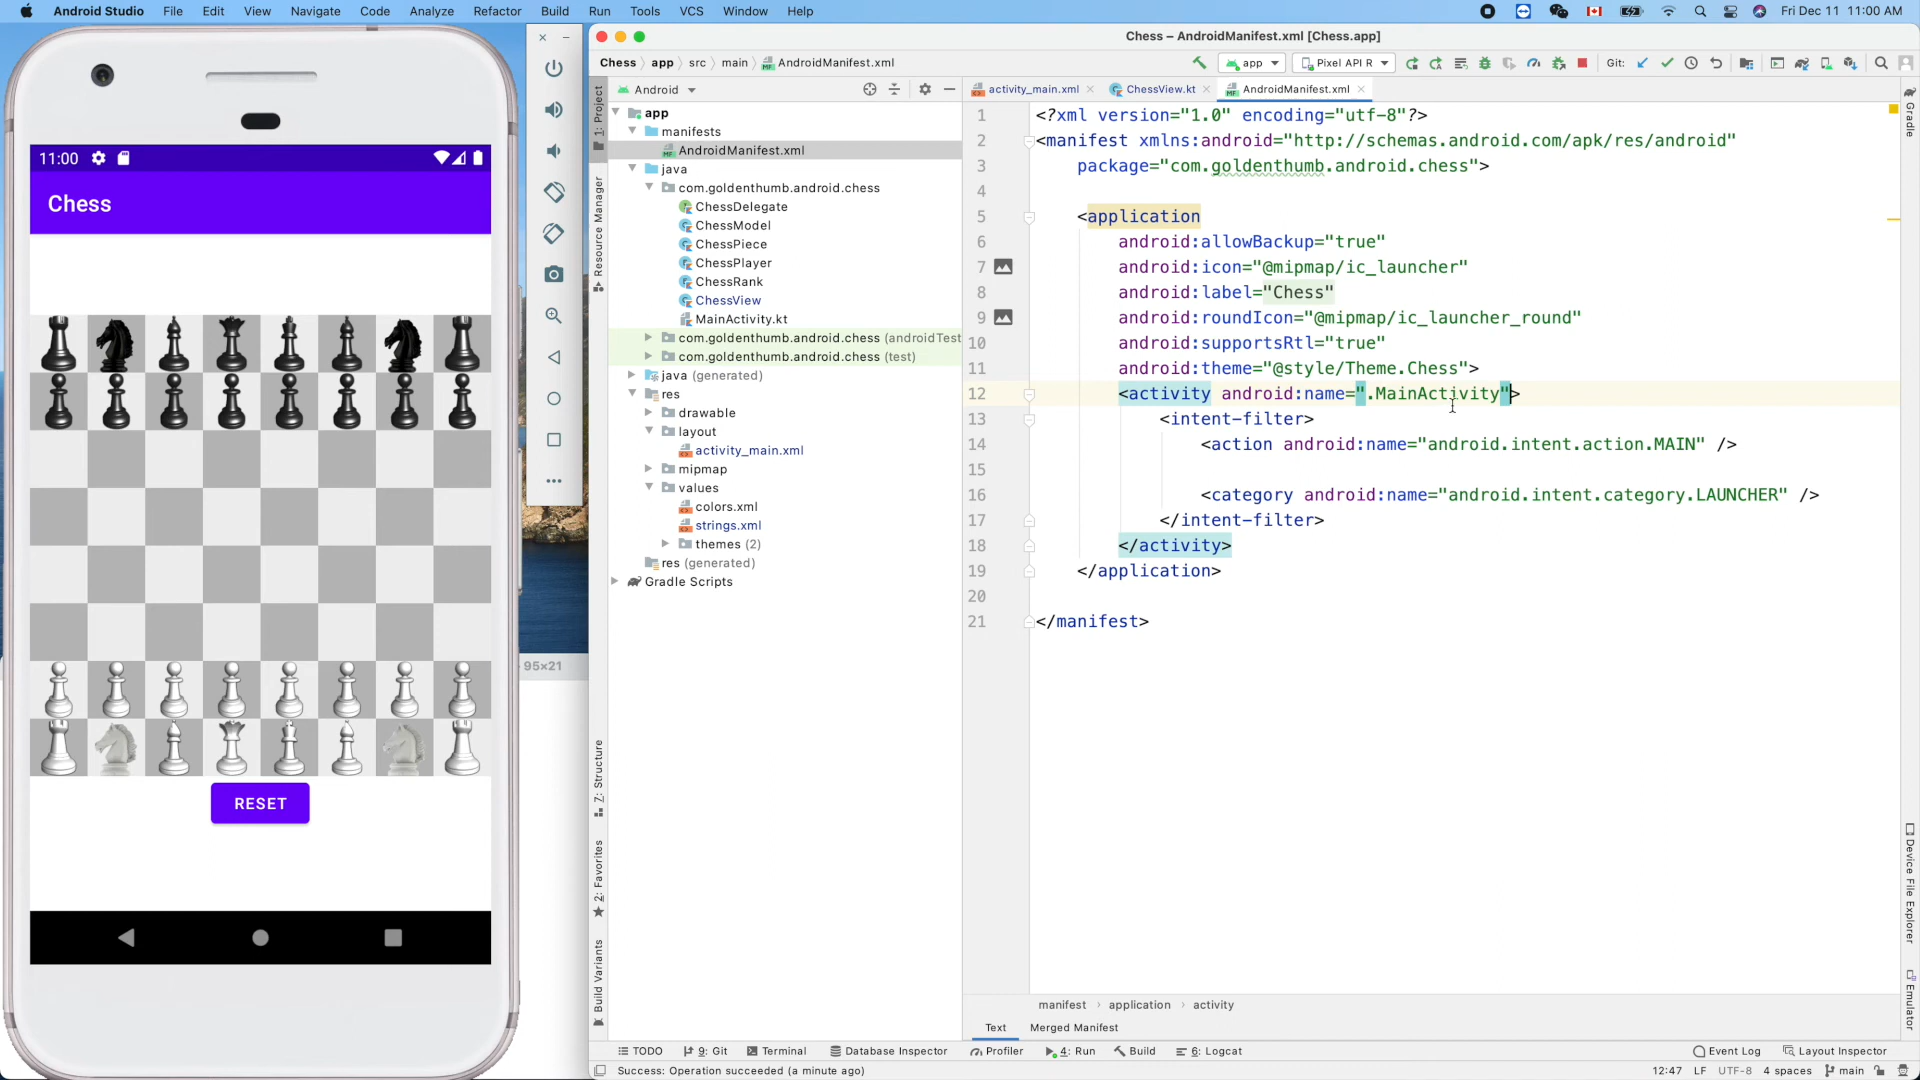 Android Studio File Edit View Navigate Code Analyze Refactor Build Run Tools VCS Window Help Fri Dec 11 11:00 AM
Chess – AndroidManifest.xml [Chess.app]
Chess app src main AndroidManifest.xml app Pixel API R Git:
Android
activity_main.xml ChessView.kt AndroidManifest.xml
11:00
Chess
RESET
95×21
1: Project
Resource Manager
7: Structure
2: Favorites
Build Variants
app
manifests
AndroidManifest.xml
java
com.goldenthumb.android.chess
ChessDelegate
ChessModel
ChessPiece
ChessPlayer
ChessRank
ChessView
MainActivity.kt
com.goldenthumb.android.chess (androidTest
com.goldenthumb.android.chess (test)
java (generated)
res
drawable
layout
activity_main.xml
mipmap
values
colors.xml
strings.xml
themes (2)
res (generated)
Gradle Scripts
1 <?xml version="1.0" encoding="utf-8"?>
2 <manifest xmlns:android="http://schemas.android.com/apk/res/android"
3 package="com.goldenthumb.android.chess">
4
5 <application
6 android:allowBackup="true"
7 android:icon="@mipmap/ic_launcher"
8 android:label="Chess"
9 android:roundIcon="@mipmap/ic_launcher_round"
10 android:supportsRtl="true"
11 android:theme="@style/Theme.Chess">
12 <activity android:name=".MainActivity">
13 <intent-filter>
14 <action android:name="android.intent.action.MAIN" />
15
16 <category android:name="android.intent.category.LAUNCHER" />
17 </intent-filter>
18 </activity>
19 </application>
20
21 </manifest>
Gradle
Device File Explorer
Emulator
manifest › application › activity
Text Merged Manifest
TODO 9: Git Terminal Database Inspector Profiler 4: Run Build 6: Logcat Event Log Layout Inspector
Success: Operation succeeded (a minute ago) 12:47 LF UTF-8 4 spaces main